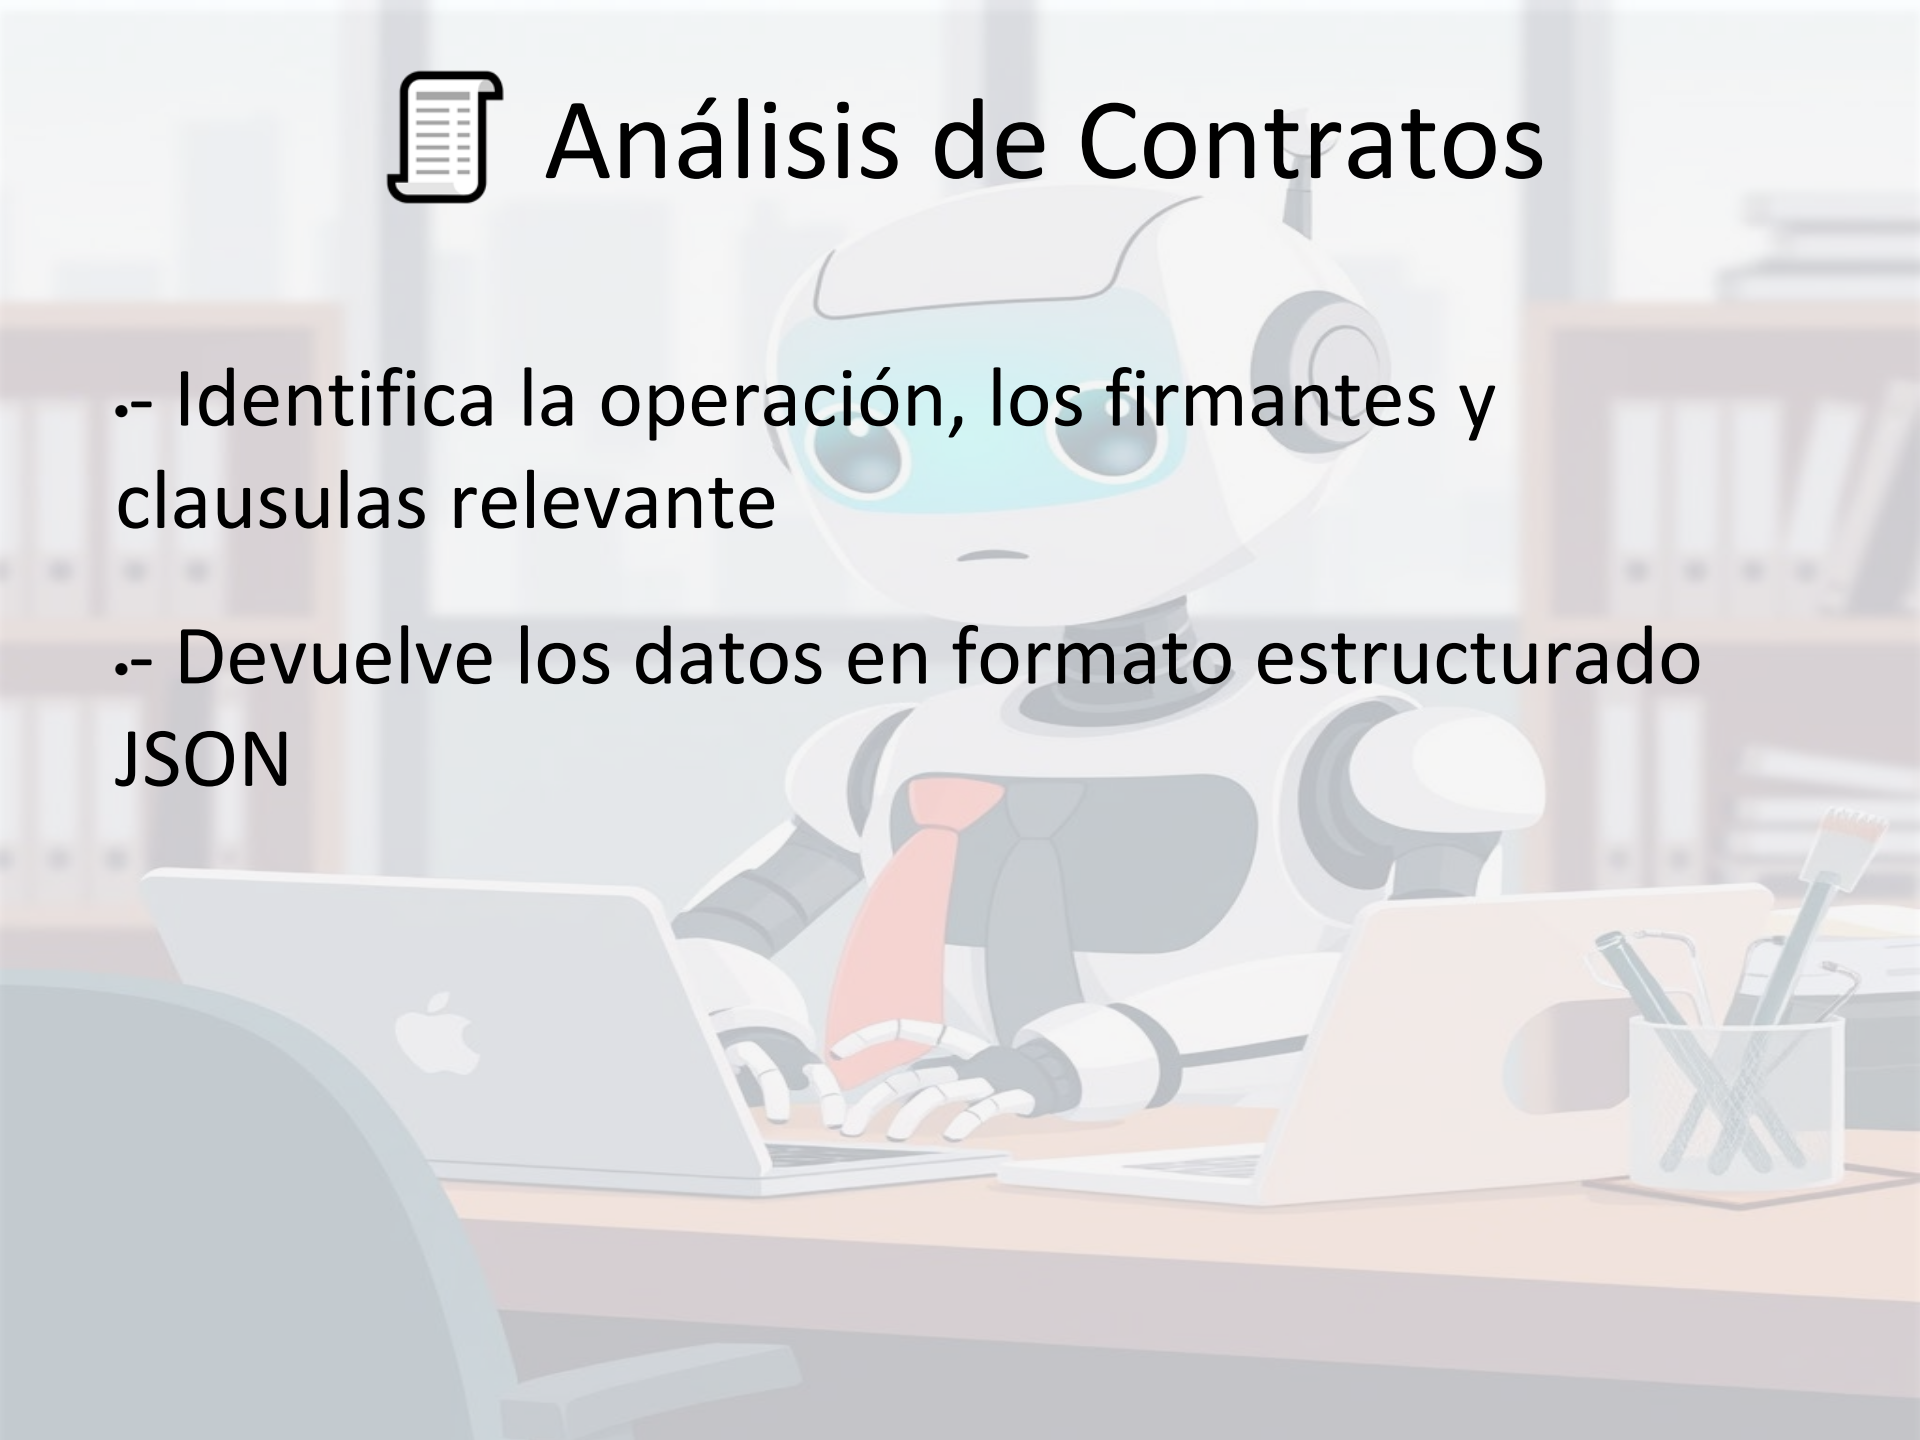 Análisis de Contratos
•- Identifica la operación, los firmantes y
clausulas relevante
•- Devuelve los datos en formato estructurado
JSON